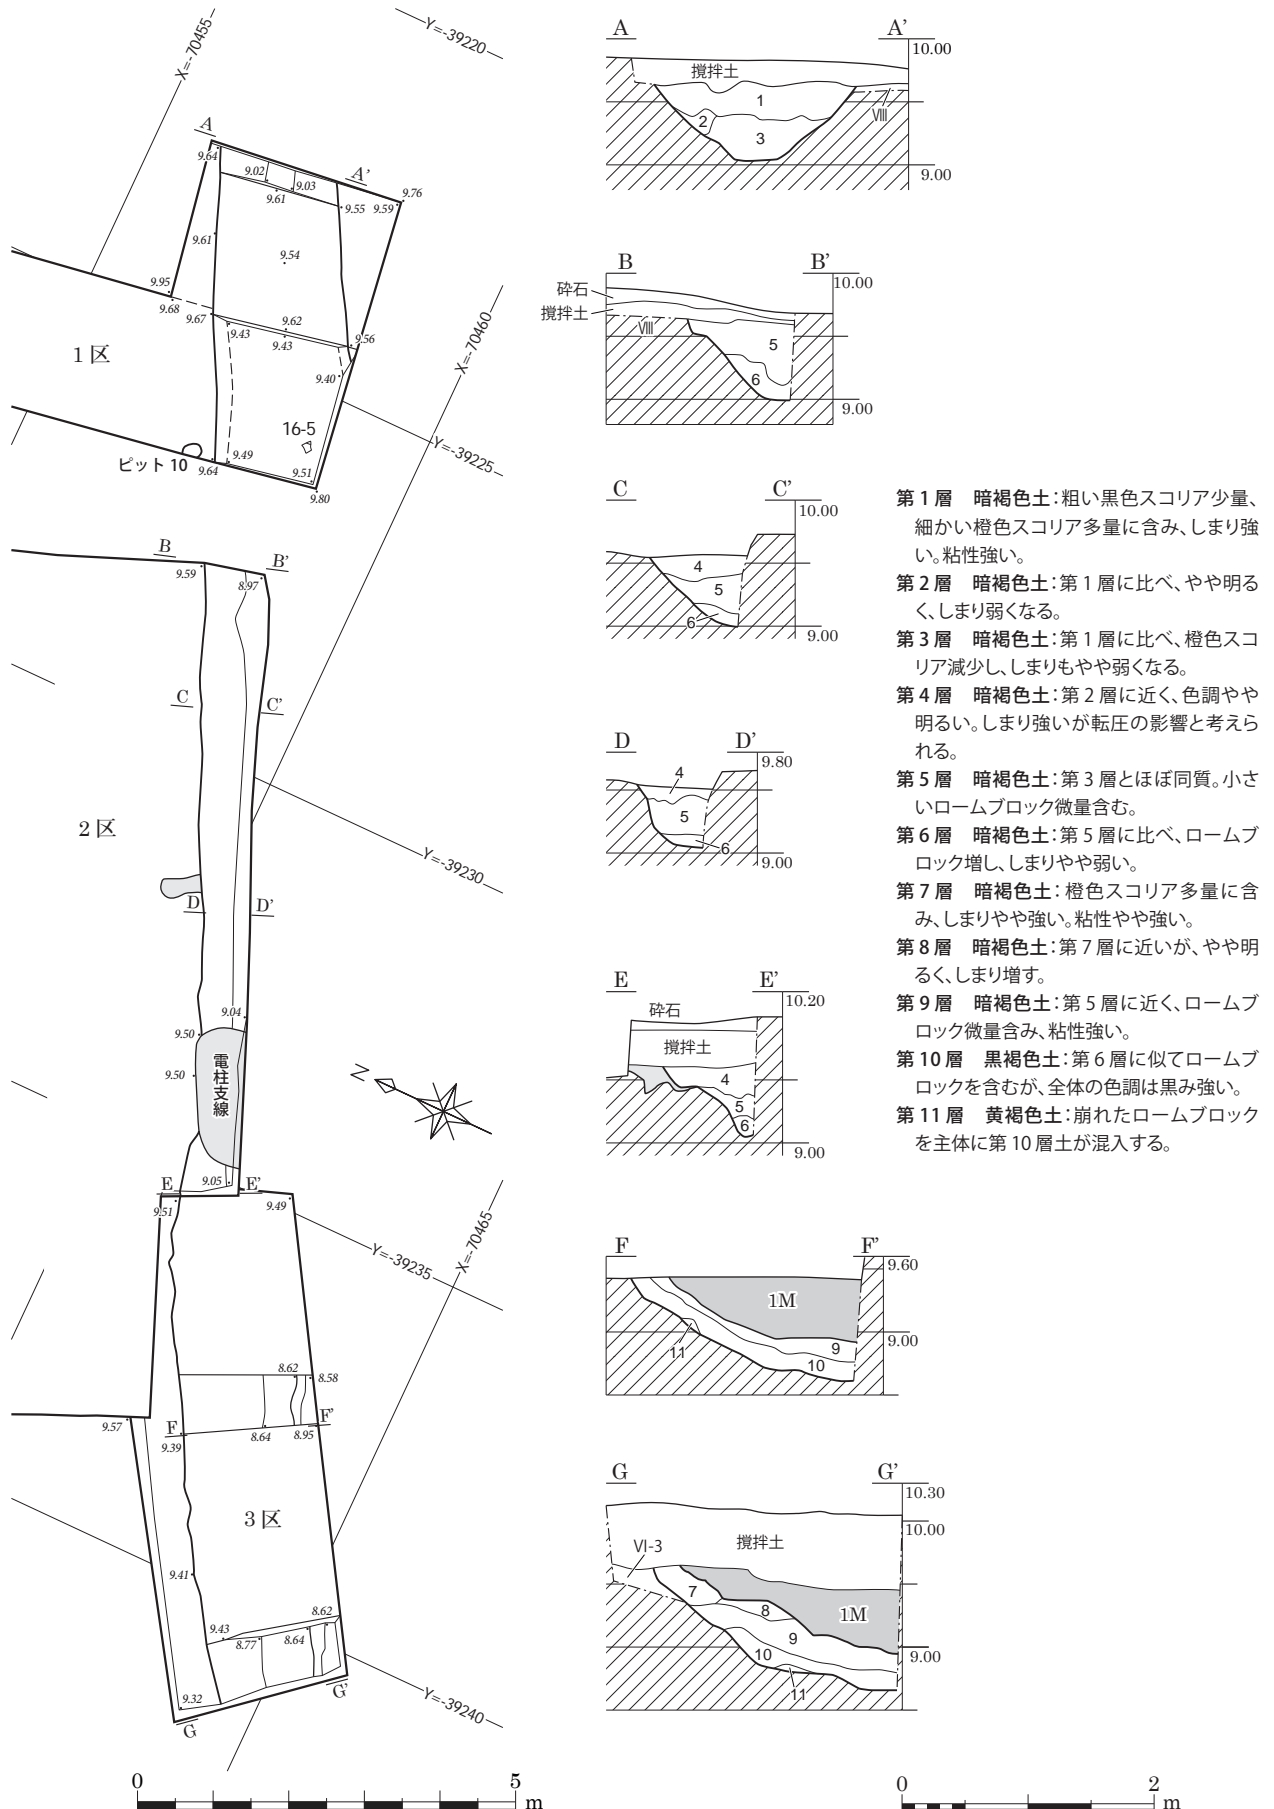 X=-70455
Y=-39220
A
9.64
9.02
9.03
9.61
A'
9.76
9.59
9.55
9.61
9.54
9.95
9.68
9.67
9.62
9.43
9.43
9.56
9.40
1 区
X=-70460
16-5
Y=-39225
ピット 10
9.64
9.49
9.51
9.80
B
B'
9.59
8.97
C
C'
2 区
Y=-39230
D
D'
9.04
9.50
9.50
電柱支線
N
9.05
E
E'
9.51
9.49
X=-70465
Y=-39235
8.62
8.58
9.57
F
F'
9.39
8.64
8.95
3 区
9.41
8.62
9.43
8.77
8.64
9.32
G
G'
Y=-39240
0
5
m
A
A'
10.00
攪拌土
1
2
3
Ⅷ
9.00
B
B'
10.00
砕石
攪拌土
Ⅷ
5
6
9.00
C
C'
10.00
4
5
6
9.00
D
D'
9.80
4
5
6
9.00
E
E'
10.20
砕石
攪拌土
4
5
6
9.00
F
F'
9.60
1M
9
10
11
9.00
G
G'
10.30
10.00
攪拌土
Ⅵ-3
7
8
1M
9
10
11
9.00
0
2
m
第 1 層　暗褐色土：粗い黒色スコリア少量、
細かい橙色スコリア多量に含み、しまり強
い。粘性強い。
第 2 層　暗褐色土：第 1 層に比べ、やや明る
く、しまり弱くなる。
第 3 層　暗褐色土：第 1 層に比べ、橙色スコ
リア減少し、しまりもやや弱くなる。
第 4 層　暗褐色土：第 2 層に近く、色調やや
明るい。しまり強いが転圧の影響と考えら
れる。
第 5 層　暗褐色土：第 3 層とほぼ同質。小さ
いロームブロック微量含む。
第 6 層　暗褐色土：第 5 層に比べ、ロームブ
ロック増し、しまりやや弱い。
第 7 層　暗褐色土：橙色スコリア多量に含
み、しまりやや強い。粘性やや強い。
第 8 層　暗褐色土：第 7 層に近いが、やや明
るく、しまり増す。
第 9 層　暗褐色土：第 5 層に近く、ロームブ
ロック微量含み、粘性強い。
第 10 層　黒褐色土：第 6 層に似てロームブ
ロックを含むが、全体の色調は黒み強い。
第 11 層　黄褐色土：崩れたロームブロック
を主体に第 10 層土が混入する。